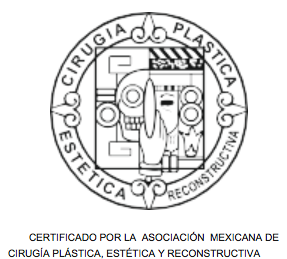 CIRUGIA PLASTICA
ESTETICA RECONSTRUCTIVA
CERTIFICADO POR LA ASOCIACIÓN MEXICANA DE
CIRUGÍA PLÁSTICA, ESTÉTICA Y RECONSTRUCTIVA